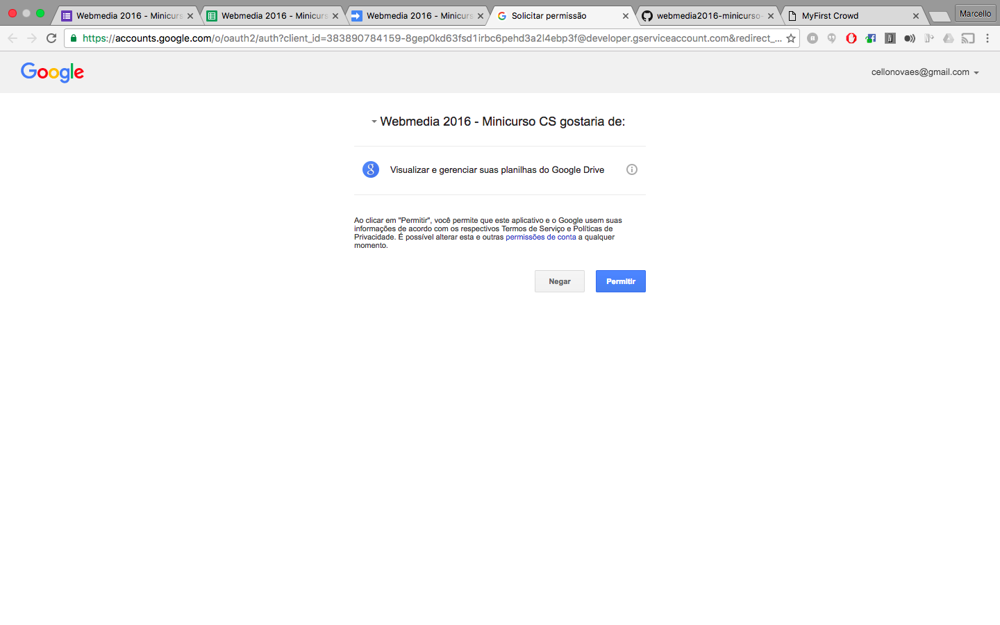 Webmedia 2016 - Minicurs
Webmedia 2016 - Minicurs
Webmedia 2016 - Minicurs
Solicitar permissão
webmedia2016-minicurso-
MyFirst Crowd
Marcello
https://accounts.google.com/o/oauth2/auth?client_id=383890784159-8gep0kd63fsd1irbc6pehd3a2l4ebp3f@developer.gserviceaccount.com&redirect_...
Google
cellonovaes@gmail.com
Webmedia 2016 - Minicurso CS gostaria de:
Visualizar e gerenciar suas planilhas do Google Drive
Ao clicar em "Permitir", você permite que este aplicativo e o Google usem suas
informações de acordo com os respectivos Termos de Serviço e Políticas de
Privacidade. É possível alterar esta e outras permissões de conta a qualquer
momento.
Negar
Permitir